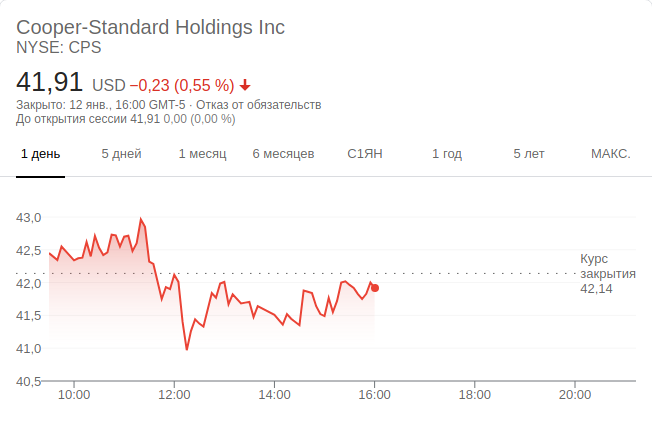 Cooper-Standard Holdings Inc
NYSE: CPS
41,91 USD −0,23 (0,55 %)
Закрыто: 12 янв., 16:00 GMT-5 · Отказ от обязательств
До открытия сессии 41,91 0,00 (0,00 %)
1 день 5 дней 1 месяц 6 месяцев С1ЯН 1 год 5 лет МАКС.
43,0
42,5
Курс
закрытия
42,14
42,0
41,5
41,0
40,5
10:00 12:00 14:00 16:00 18:00 20:00